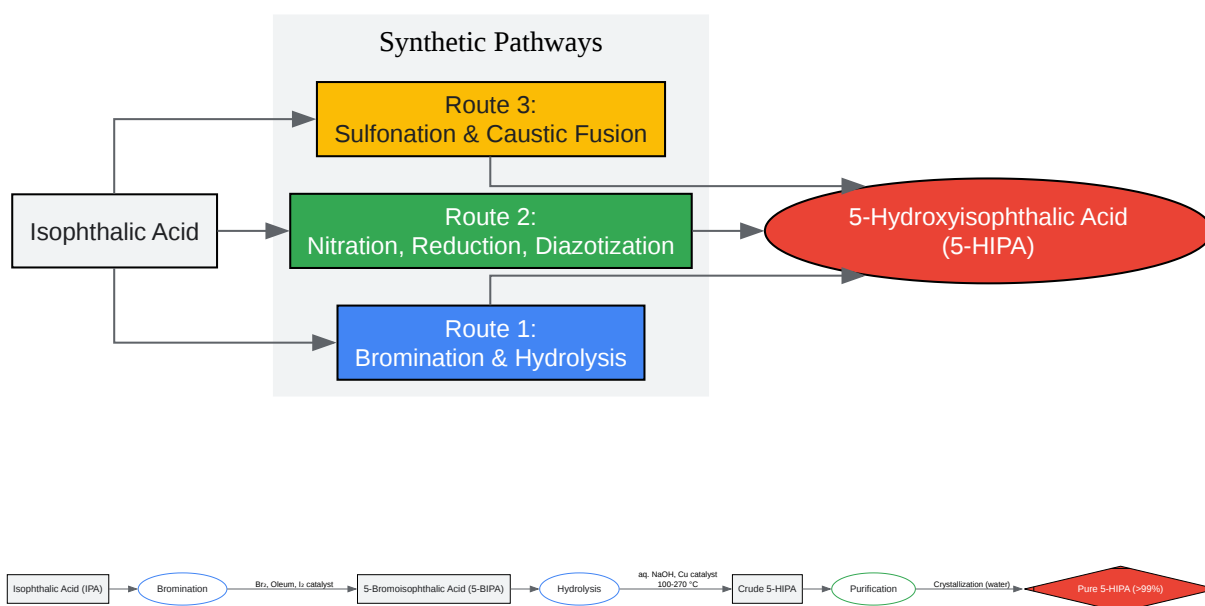 Synthetic Pathways
Route 3:
Sulfonation & Caustic Fusion
Isophthalic Acid
Route 2:
Nitration, Reduction, Diazotization
5-Hydroxyisophthalic Acid
(5-HIPA)
Route 1:
Bromination & Hydrolysis
Isophthalic Acid (IPA)
Bromination
Br₂, Oleum, I₂ catalyst
5-Bromoisophthalic Acid (5-BIPA)
Hydrolysis
aq. NaOH, Cu catalyst
100-270 °C
Crude 5-HIPA
Purification
Crystallization (water)
Pure 5-HIPA (>99%)